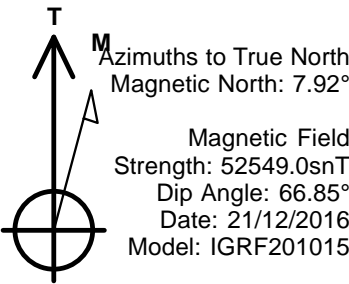 T
M
Azimuths to True North
Magnetic North: 7.92°
Magnetic Field
Strength: 52549.0snT
Dip Angle: 66.85°
Date: 21/12/2016
Model: IGRF201015